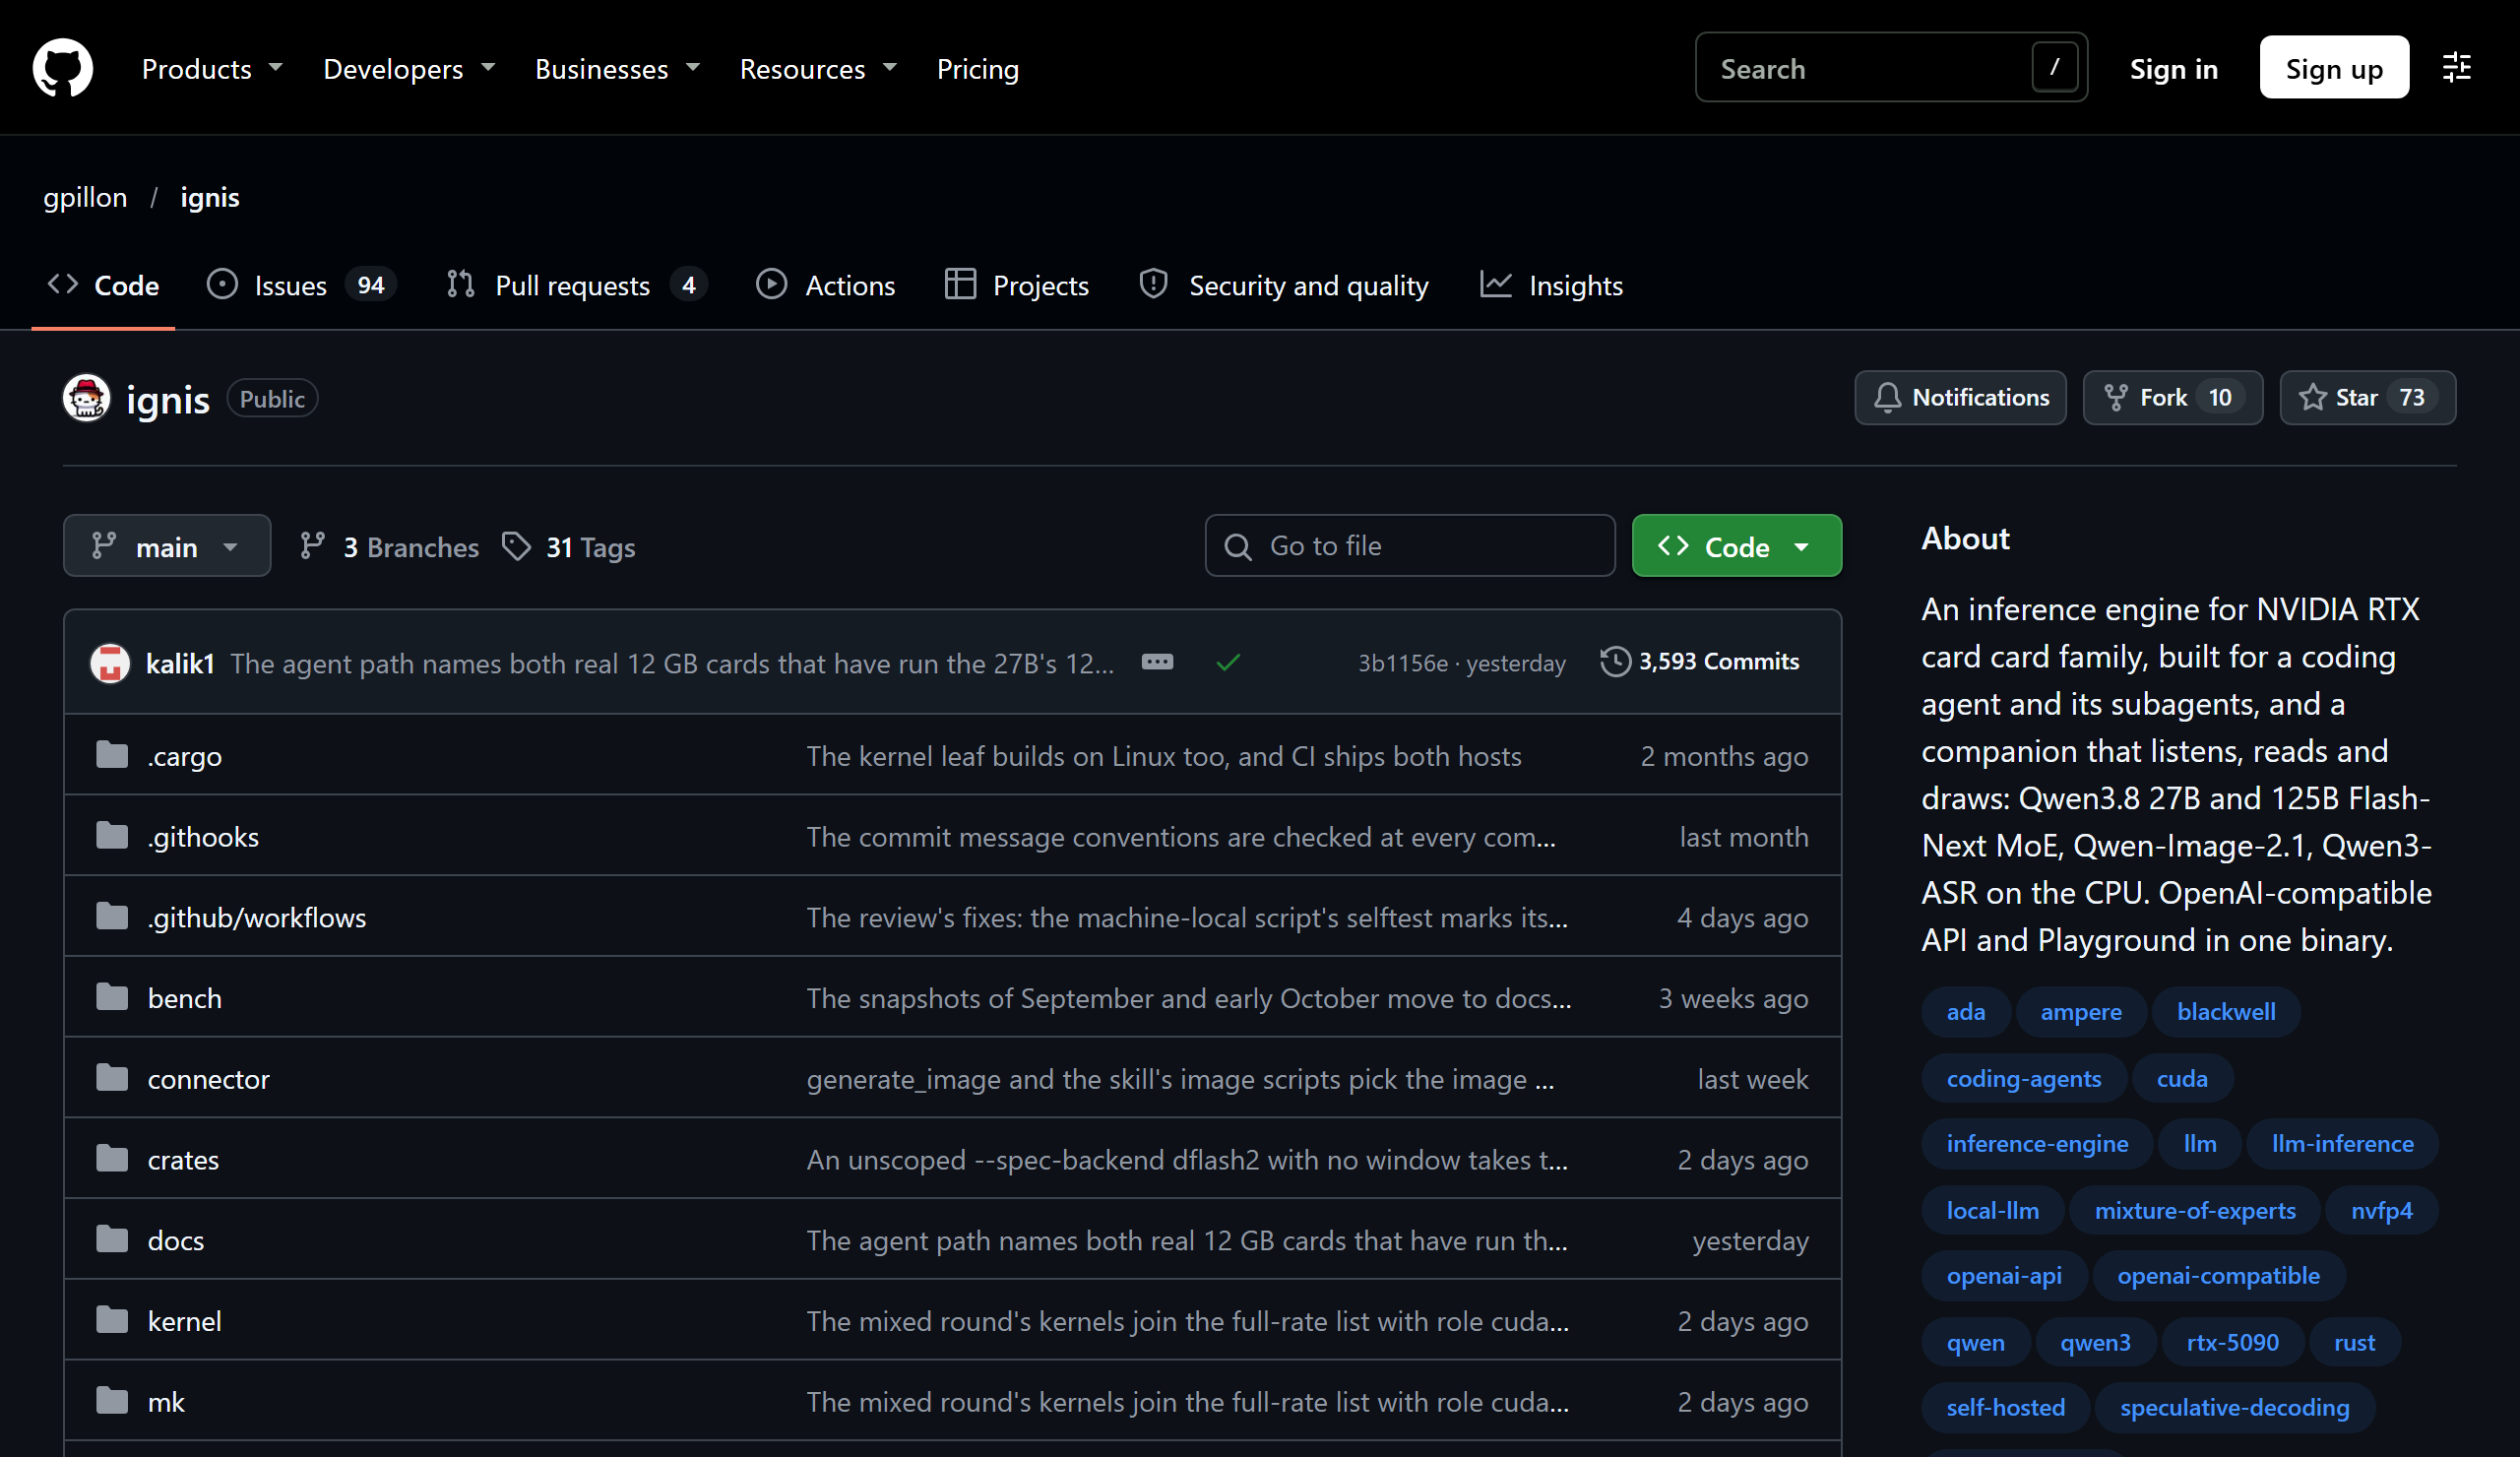 Products Developers Businesses Resources Pricing Search / Sign in Sign up
gpillon / ignis
Code Issues 94 Pull requests 4 Actions Projects Security and quality Insights
ignis Public Notifications Fork 10 Star 73
main 3 Branches 31 Tags Go to file Code
kalik1 The agent path names both real 12 GB cards that have run the 27B's 12... 3b1156e · yesterday 3,593 Commits
.cargo The kernel leaf builds on Linux too, and CI ships both hosts 2 months ago
.githooks The commit message conventions are checked at every com... last month
.github/workflows The review's fixes: the machine-local script's selftest marks its... 4 days ago
bench The snapshots of September and early October move to docs... 3 weeks ago
connector generate_image and the skill's image scripts pick the image ... last week
crates An unscoped --spec-backend dflash2 with no window takes t... 2 days ago
docs The agent path names both real 12 GB cards that have run th... yesterday
kernel The mixed round's kernels join the full-rate list with role cuda... 2 days ago
mk The mixed round's kernels join the full-rate list with role cuda... 2 days ago
About
An inference engine for NVIDIA RTX
card card family, built for a coding
agent and its subagents, and a
companion that listens, reads and
draws: Qwen3.8 27B and 125B Flash-
Next MoE, Qwen-Image-2.1, Qwen3-
ASR on the CPU. OpenAI-compatible
API and Playground in one binary.
ada ampere blackwell
coding-agents cuda
inference-engine llm llm-inference
local-llm mixture-of-experts nvfp4
openai-api openai-compatible
qwen qwen3 rtx-5090 rust
self-hosted speculative-decoding